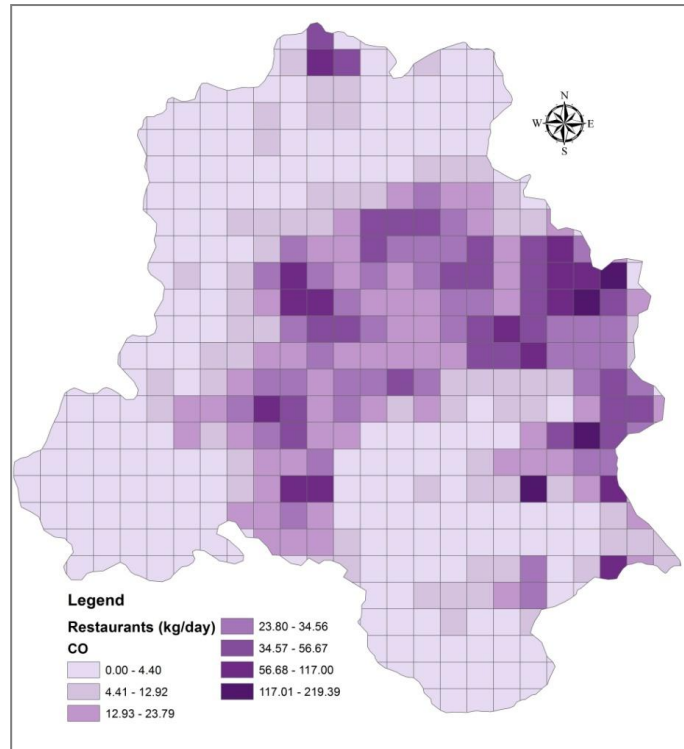 N
W E
S
Legend
Restaurants (kg/day)
CO
0.00 - 4.40
4.41 - 12.92
12.93 - 23.79
23.80 - 34.56
34.57 - 56.67
56.68 - 117.00
117.01 - 219.39